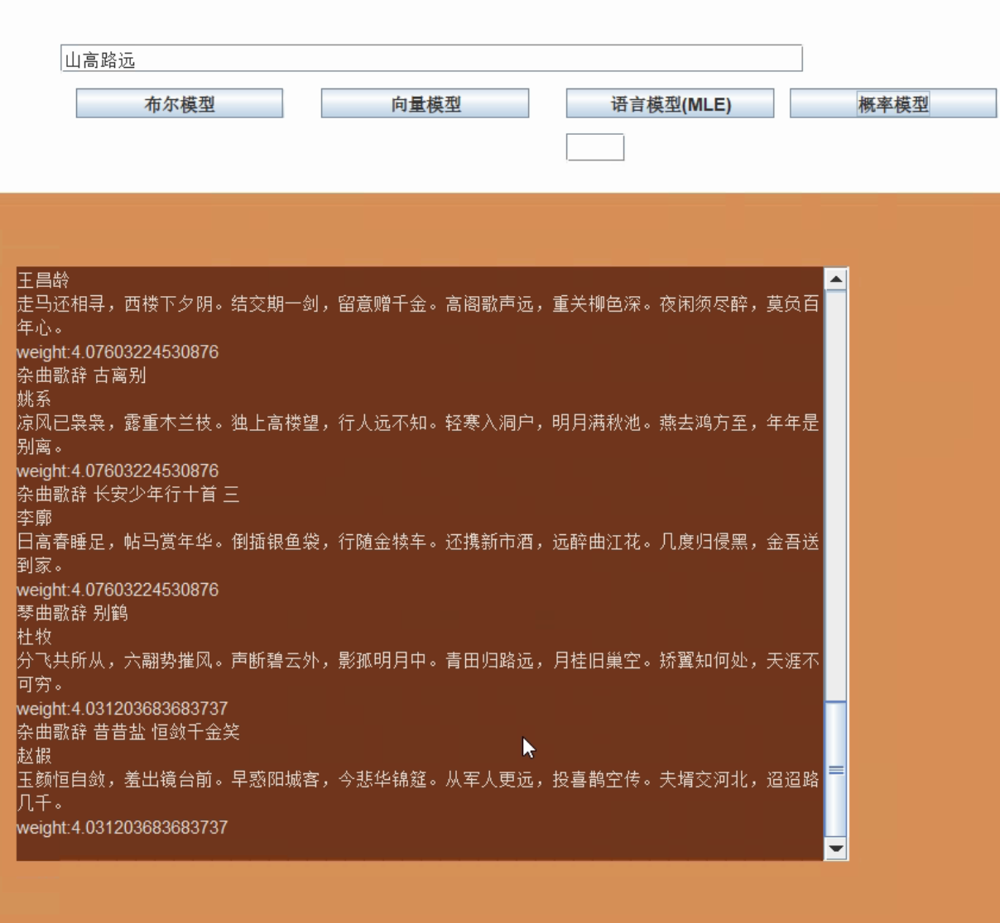 山高路远
布尔模型 向量模型 语言模型(MLE) 概率模型
王昌龄
走马还相寻，西楼下夕阴。结交期一剑，留意赠千金。高阁歌声远，重关柳色深。夜闲须尽醉，莫负百
年心。
weight:4.07603224530876
杂曲歌辞 古离别
姚系
凉风已袅袅，露重木兰枝。独上高楼望，行人远不知。轻寒入洞户，明月满秋池。燕去鸿方至，年年是
别离。
weight:4.07603224530876
杂曲歌辞 长安少年行十首 三
李廓
日高春睡足，帖马赏年华。倒插银鱼袋，行随金犊车。还携新市酒，远醉曲江花。几度归侵黑，金吾送
到家。
weight:4.07603224530876
琴曲歌辞 别鹤
杜牧
分飞共所从，六翮势摧风。声断碧云外，影孤明月中。青田归路远，月桂旧巢空。矫翼知何处，天涯不
可穷。
weight:4.031203683683737
杂曲歌辞 昔昔盐 恒敛千金笑
赵嘏
玉颜恒自敛，羞出镜台前。早惑阳城客，今悲华锦筵。从军人更远，投喜鹊空传。夫壻交河北，迢迢路
几千。
weight:4.031203683683737